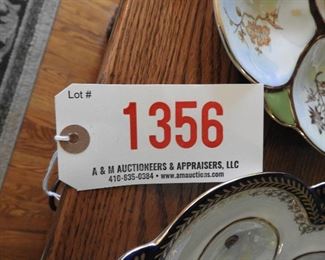 Lot #
1356
A & M AUCTIONEERS & APPRAISERS, LLC
410-835-0384 • www.amauctions.com